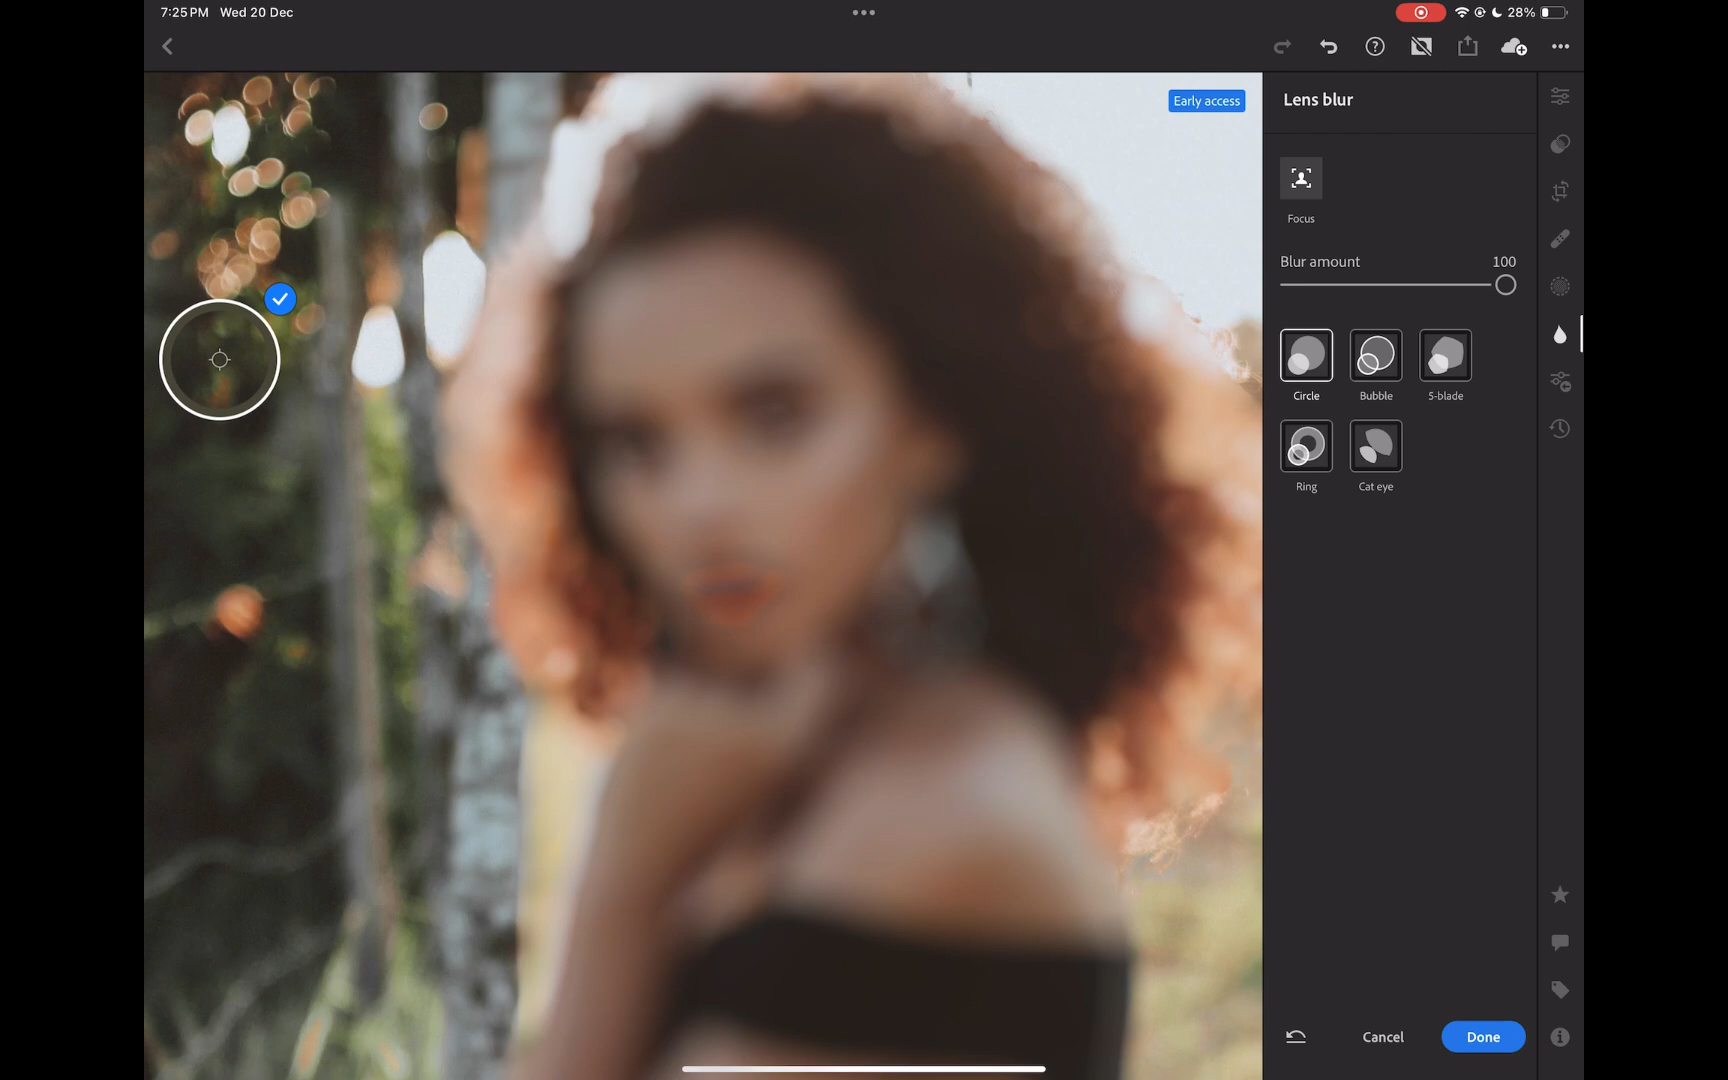 7:25 PM Wed 20 Dec
28%
Early access
Lens blur
Focus
Blur amount 100
Circle Bubble 5-blade
Ring Cat eye
Cancel Done